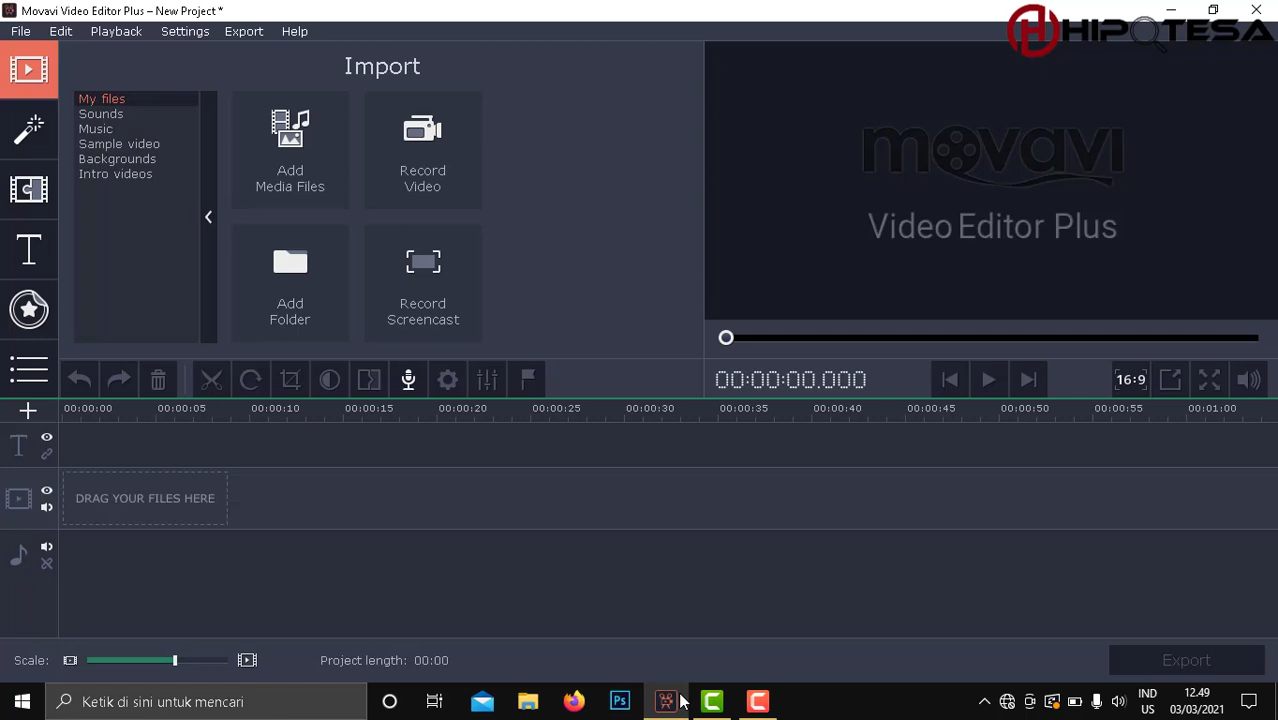 Movavi Video Editor Plus – New Project *
HIPOTESA
File Edit Playback Settings Export Help
Import
My files
Sounds
Music
Sample video
Backgrounds
Intro videos
Add
Media Files
Record
Video
Add
Folder
Record
Screencast
movavi
Video Editor Plus
00:00:00.000
16:9
00:00:00 00:00:05 00:00:10 00:00:15 00:00:20 00:00:25 00:00:30 00:00:35 00:00:40 00:00:45 00:00:50 00:00:55 00:01:00
T
DRAG YOUR FILES HERE
Scale:
Project length: 00:00
Export
Ketik di sini untuk mencari
Ps
IND
12.49
03/03/2021